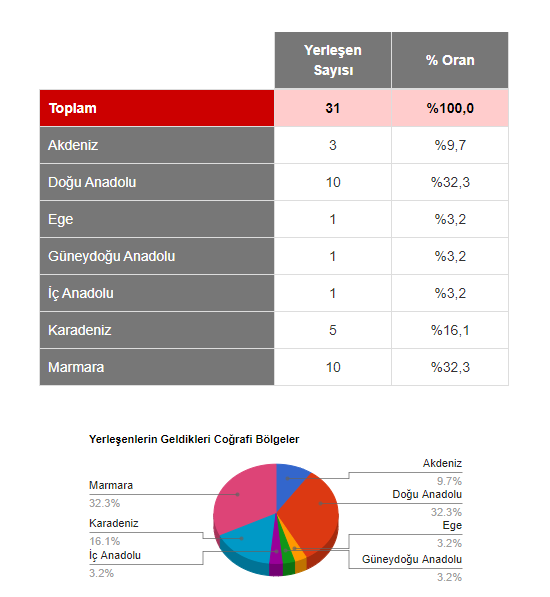 Yerleşen
Sayısı
% Oran
Toplam 31 %100,0
Akdeniz 3 %9,7
Doğu Anadolu 10 %32,3
Ege 1 %3,2
Güneydoğu Anadolu 1 %3,2
İç Anadolu 1 %3,2
Karadeniz 5 %16,1
Marmara 10 %32,3
Yerleşenlerin Geldikleri Coğrafi Bölgeler
Marmara
32.3%
Karadeniz
16.1%
İç Anadolu
3.2%
Akdeniz
9.7%
Doğu Anadolu
32.3%
Ege
3.2%
Güneydoğu Anadolu
3.2%